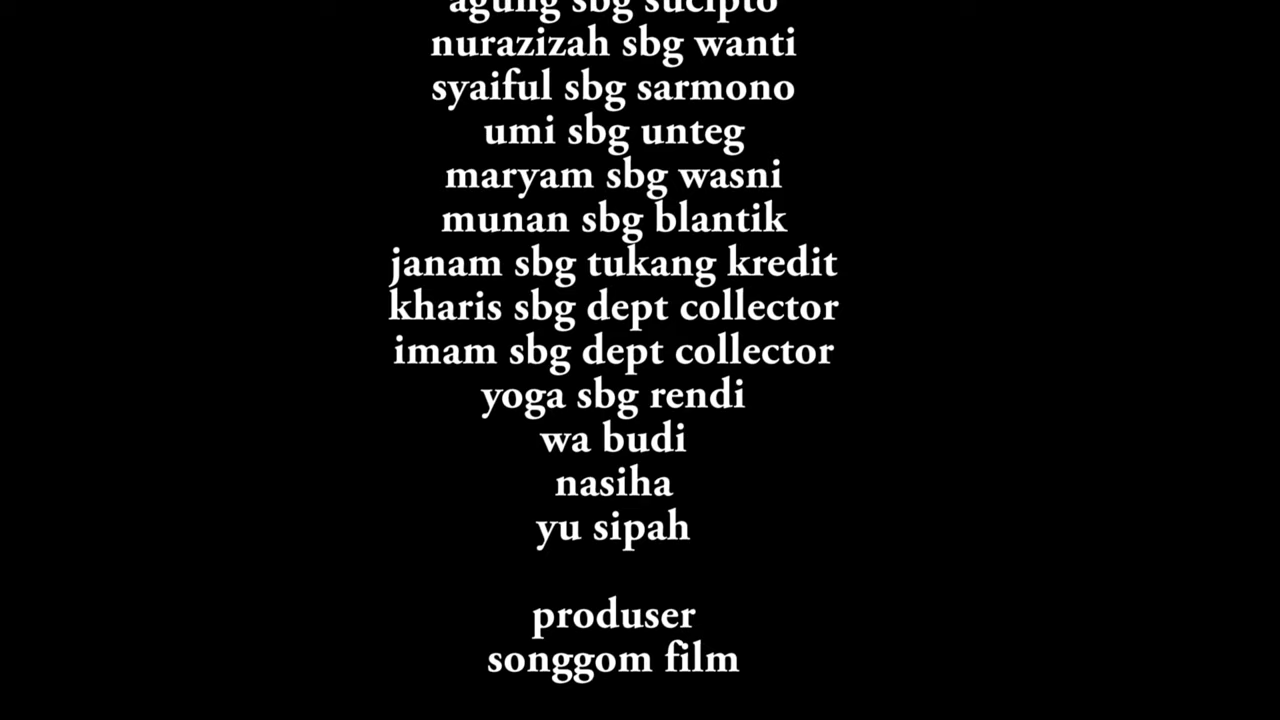 agung sbg sucipto
nurazizah sbg wanti
syaiful sbg sarmono
umi sbg unteg
maryam sbg wasni
munan sbg blantik
janam sbg tukang kredit
kharis sbg dept collector
imam sbg dept collector
yoga sbg rendi
wa budi
nasiha
yu sipah
produser
songgom film